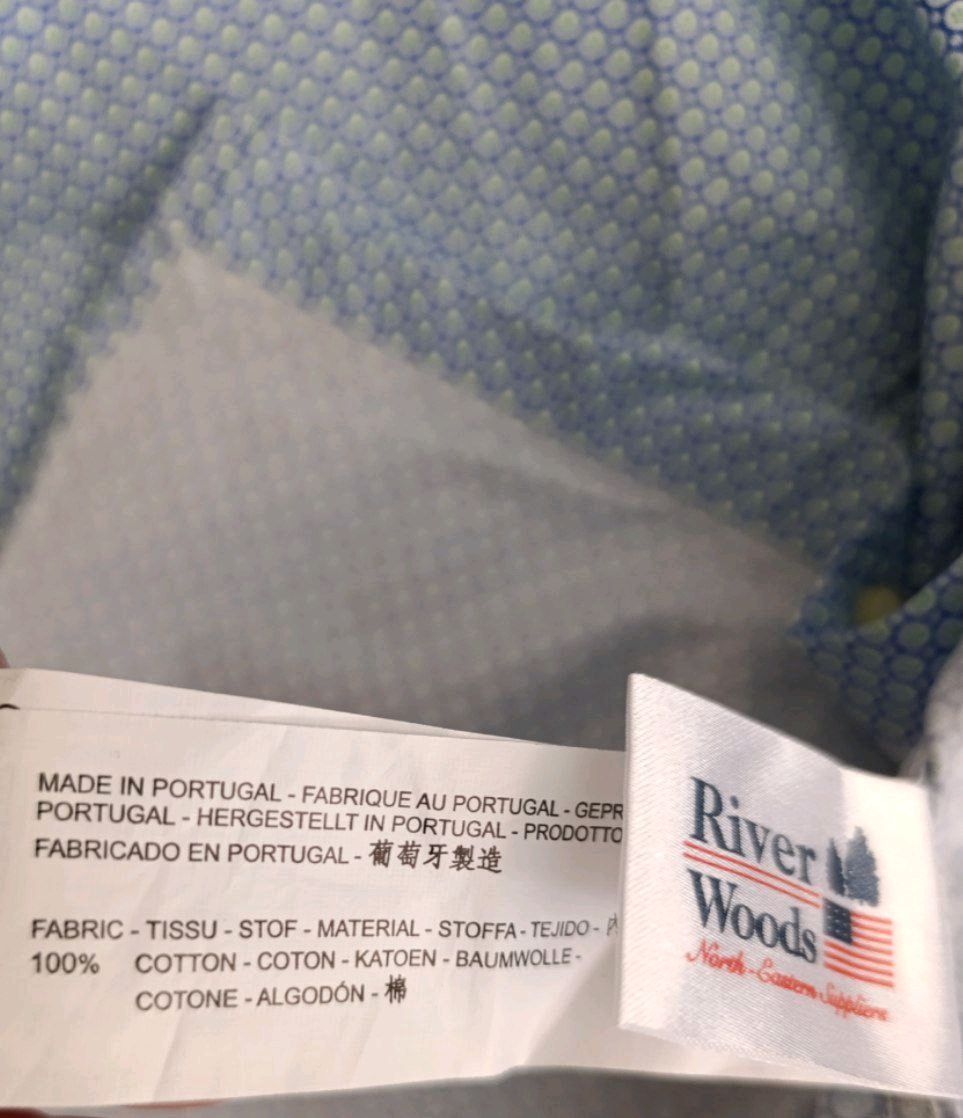 MADE IN PORTUGAL - FABRIQUE AU PORTUGAL - GEPR
PORTUGAL - HERGESTELLT IN PORTUGAL - PRODOTTO
FABRICADO EN PORTUGAL - 葡萄牙製造
FABRIC - TISSU - STOF - MATERIAL - STOFFA - TEJIDO -
100% COTTON - COTON - KATOEN - BAUMWOLLE -
COTONE - ALGODÓN - 棉
River
Woods
North-Eastern Suppliers